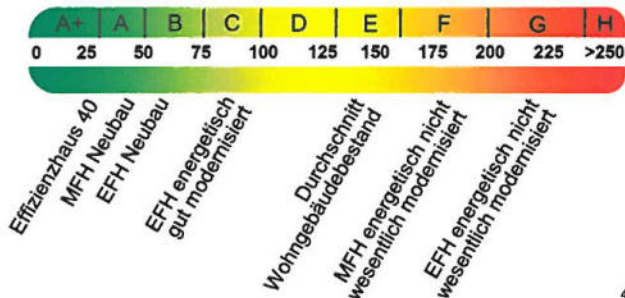 A+ A B C D E F G H
0 25 50 75 100 125 150 175 200 225 >250
Effizienzhaus 40
MFH Neubau
EFH Neubau
EFH energetisch
gut modernisiert
Durchschnitt
Wohngebäudebestand
MFH energetisch nicht
wesentlich modernisiert
EFH energetisch nicht
wesentlich modernisiert